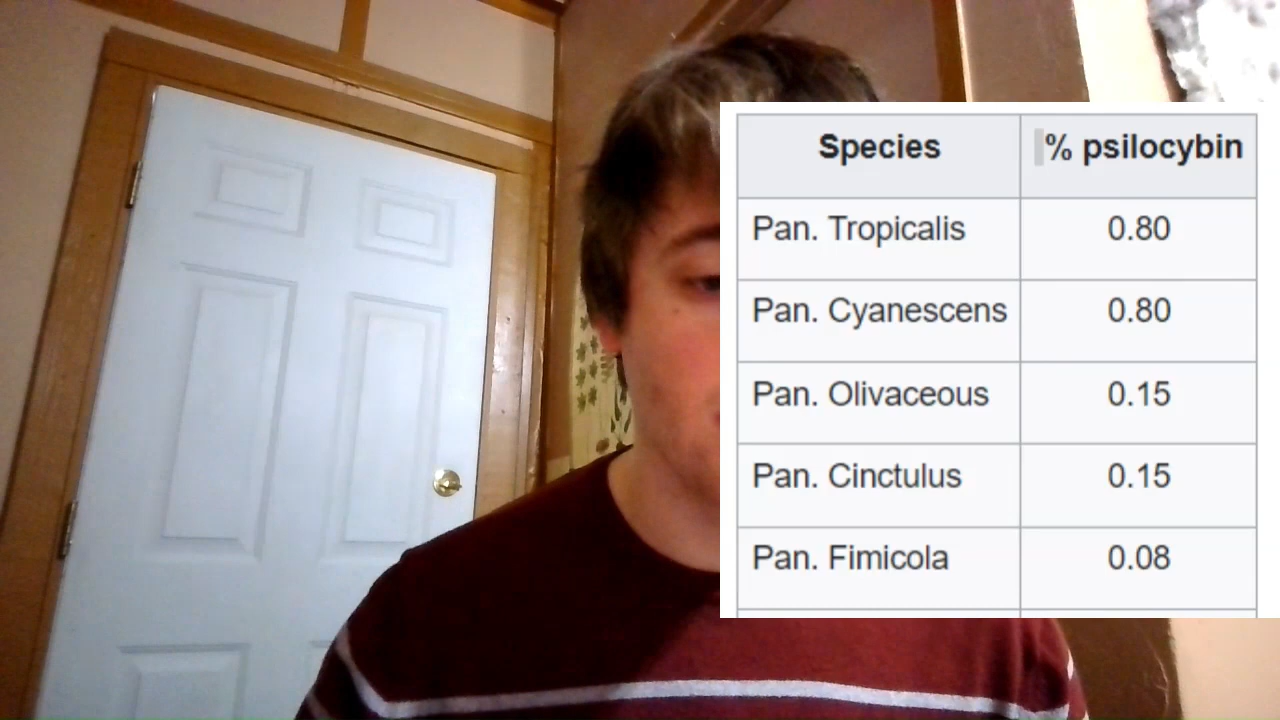 Species % psilocybin
Pan. Tropicalis 0.80
Pan. Cyanescens 0.80
Pan. Olivaceous 0.15
Pan. Cinctulus 0.15
Pan. Fimicola 0.08